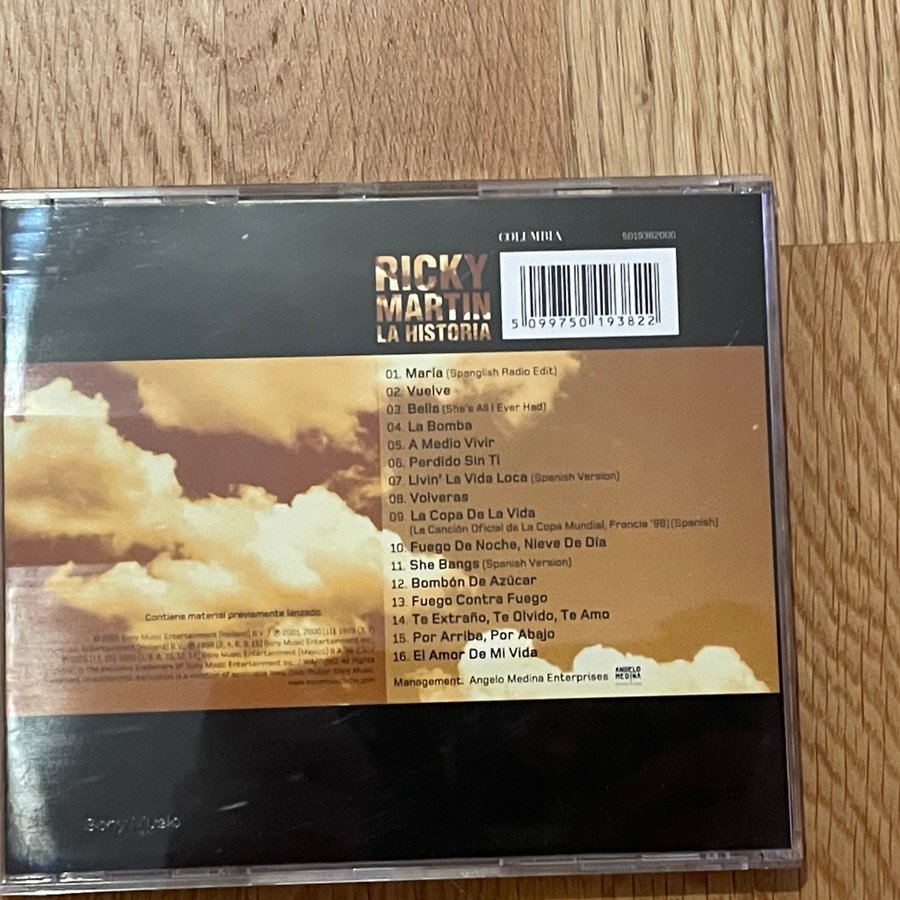 COLUMBIA 5019382000
RICKY
MARTIN
LA HISTORIA
5 099750 193822
01. María (Spanglish Radio Edit)
02. Vuelve
03. Bella (She's All I Ever Had)
04. La Bomba
05. A Medio Vivir
06. Perdido Sin Ti
07. Livin' La Vida Loca (Spanish Version)
08. Volveras
09. La Copa De La Vida
(La Canción Oficial de La Copa Mundial, Francia '98) (Spanish)
10. Fuego De Noche, Nieve De Día
11. She Bangs (Spanish Version)
12. Bombón De Azúcar
13. Fuego Contra Fuego
14. Te Extraño, Te Olvido, Te Amo
15. Por Arriba, Por Abajo
16. El Amor De Mi Vida
Management. Angelo Medina Enterprises ANGELO
MEDINA
Contiene material previamente lanzado.
Sony Music